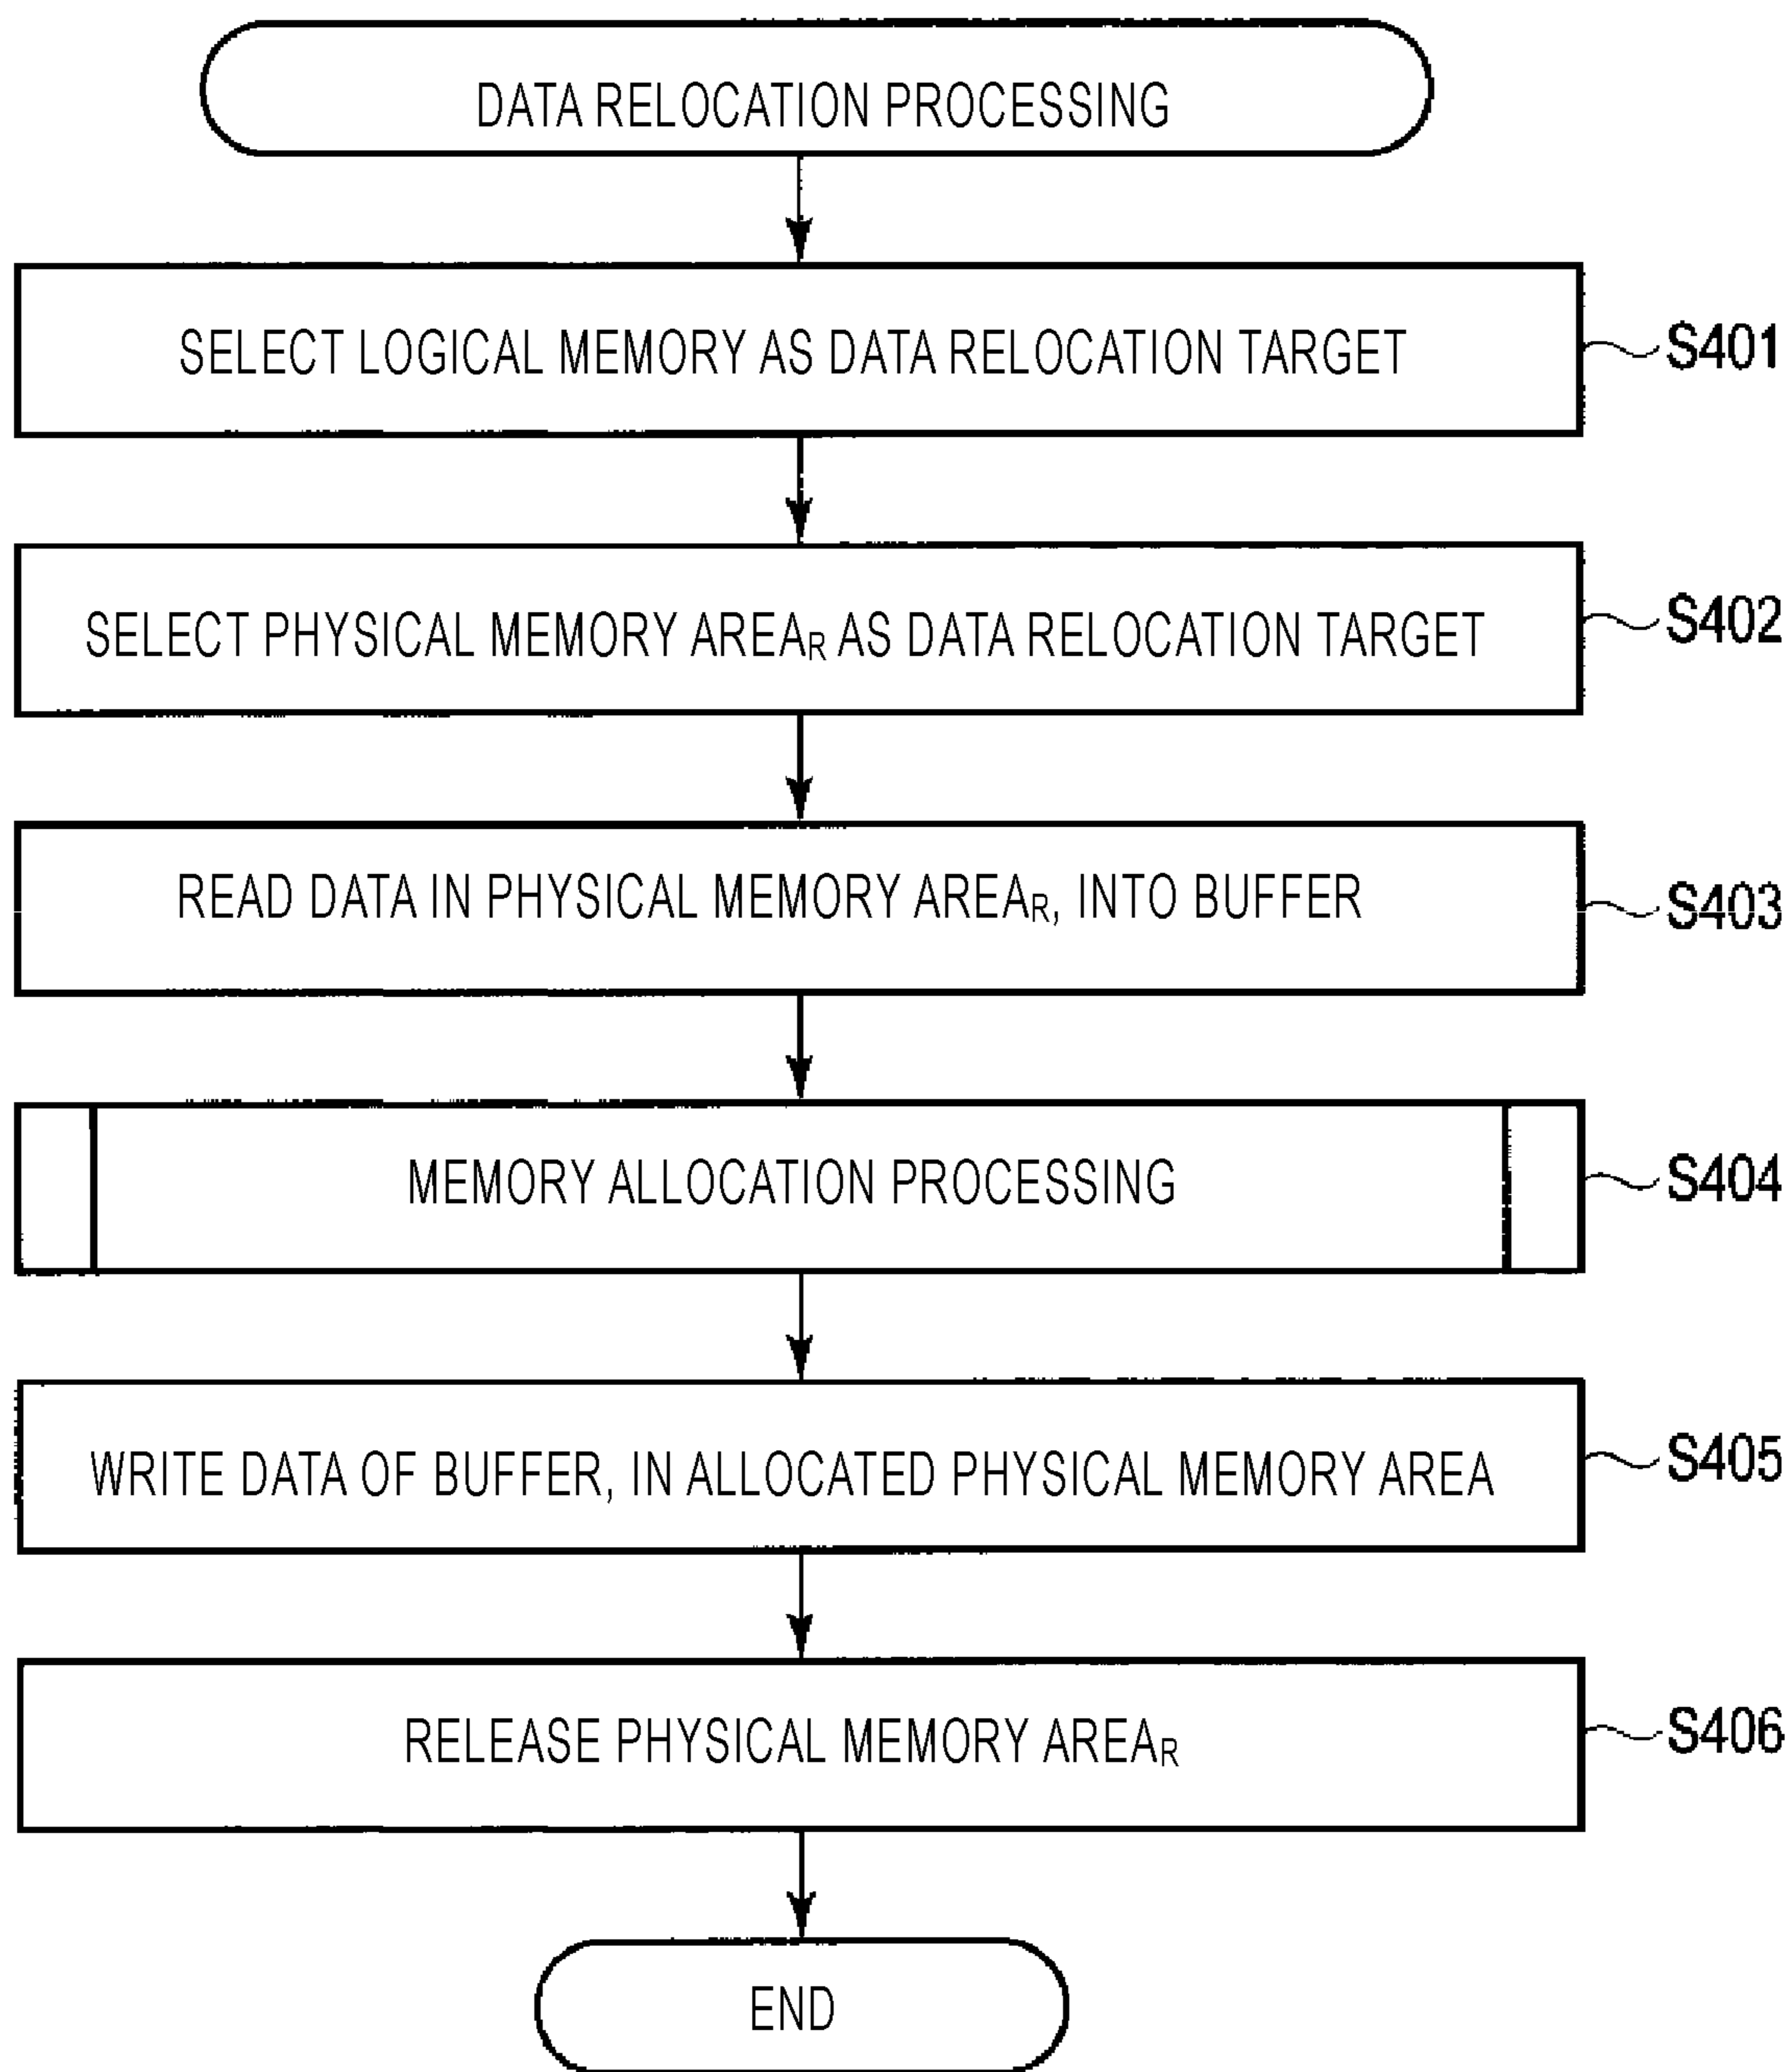 DATA RELOCATION PROCESSING
SELECT LOGICAL MEMORY AS DATA RELOCATION TARGET
S401
SELECT PHYSICAL MEMORY AREAR AS DATA RELOCATION TARGET
S402
READ DATA IN PHYSICAL MEMORY AREAR, INTO BUFFER
S403
MEMORY ALLOCATION PROCESSING
S404
WRITE DATA OF BUFFER, IN ALLOCATED PHYSICAL MEMORY AREA
S405
RELEASE PHYSICAL MEMORY AREAR
S406
END